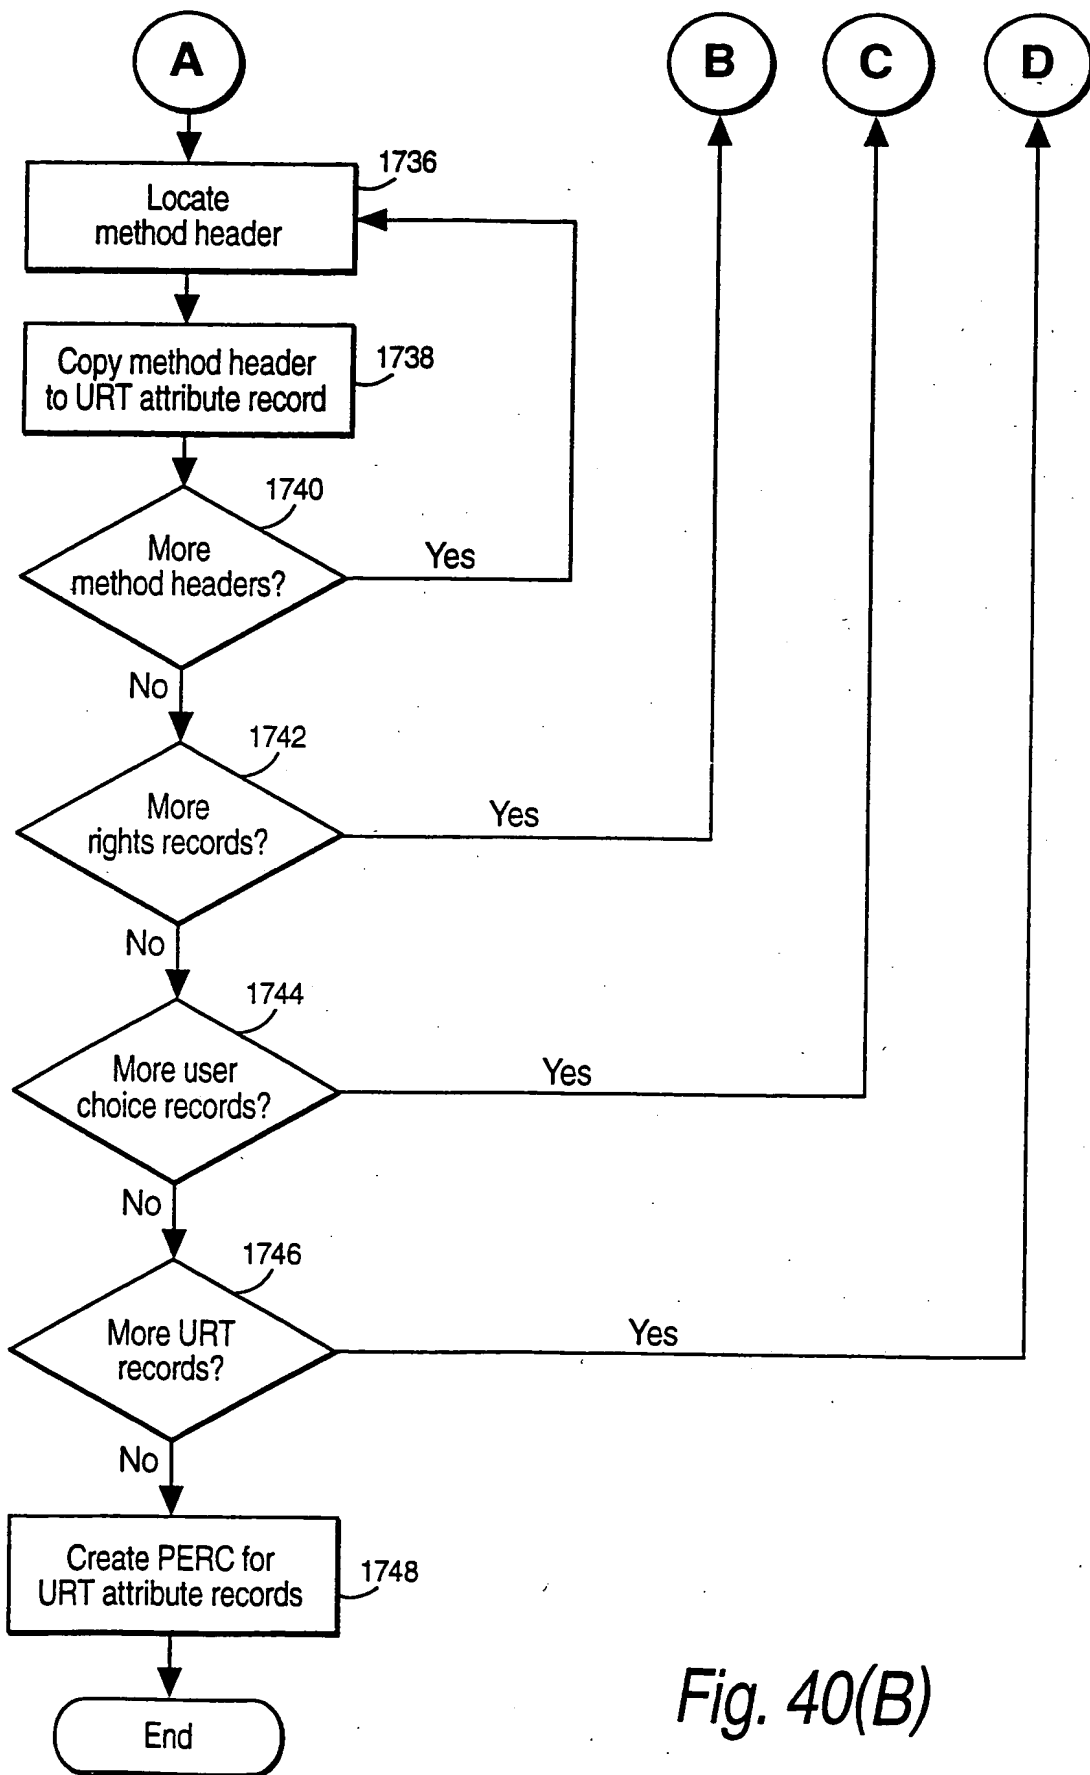 A
B
C
D
1736
Locate
method header
1738
Copy method header
to URT attribute record
1740
More
method headers?
Yes
No
1742
More
rights records?
Yes
No
1744
More user
choice records?
Yes
No
1746
More URT
records?
Yes
No
Create PERC for
URT attribute records
1748
End
Fig. 40(B)